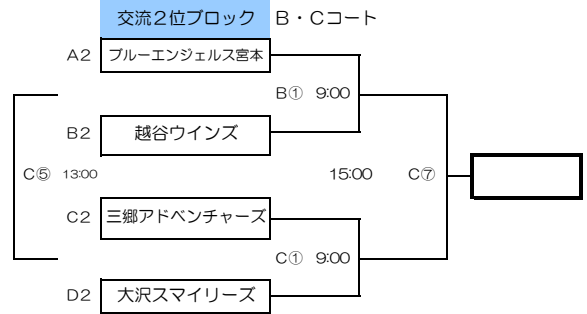 交流2位ブロック B・Cコート
A2 ブルーエンジェルス宮本
B① 9:00
B2 越谷ウインズ
C⑤ 13:00 15:00 C⑦
C2 三郷アドベンチャーズ
C① 9:00
D2 大沢スマイリーズ